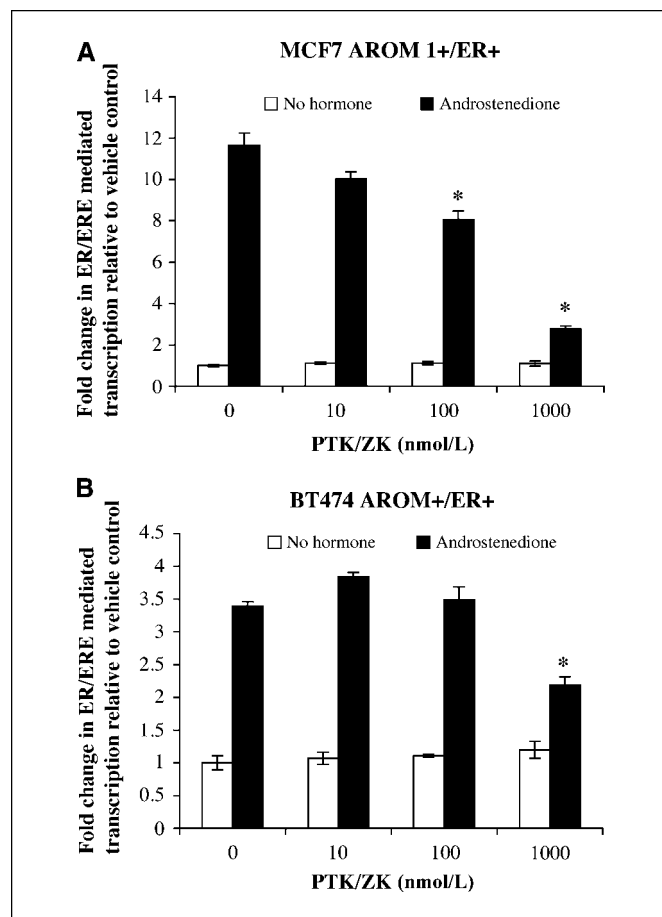 A
MCF7 AROM 1+/ER+
Fold change in ER/ERE mediated
transcription relative to vehicle control
No hormone
Androstenedione
14
12
10
8
6
4
2
0
*
*
0
10
100
1000
PTK/ZK (nmol/L)
B
BT474 AROM+/ER+
Fold change in ER/ERE mediated
transcription relative to vehicle control
No hormone
Androstenedione
4.5
4
3.5
3
2.5
2
1.5
1
0.5
0
*
0
10
100
1000
PTK/ZK (nmol/L)